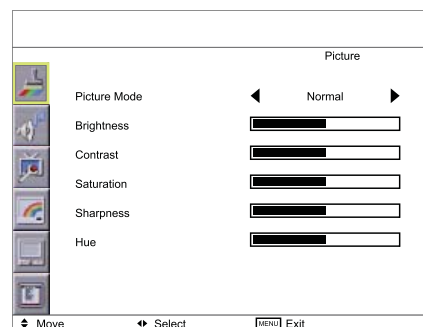 Picture
Picture Mode Normal
Brightness
Contrast
Saturation
Sharpness
Hue
Move Select MENU Exit